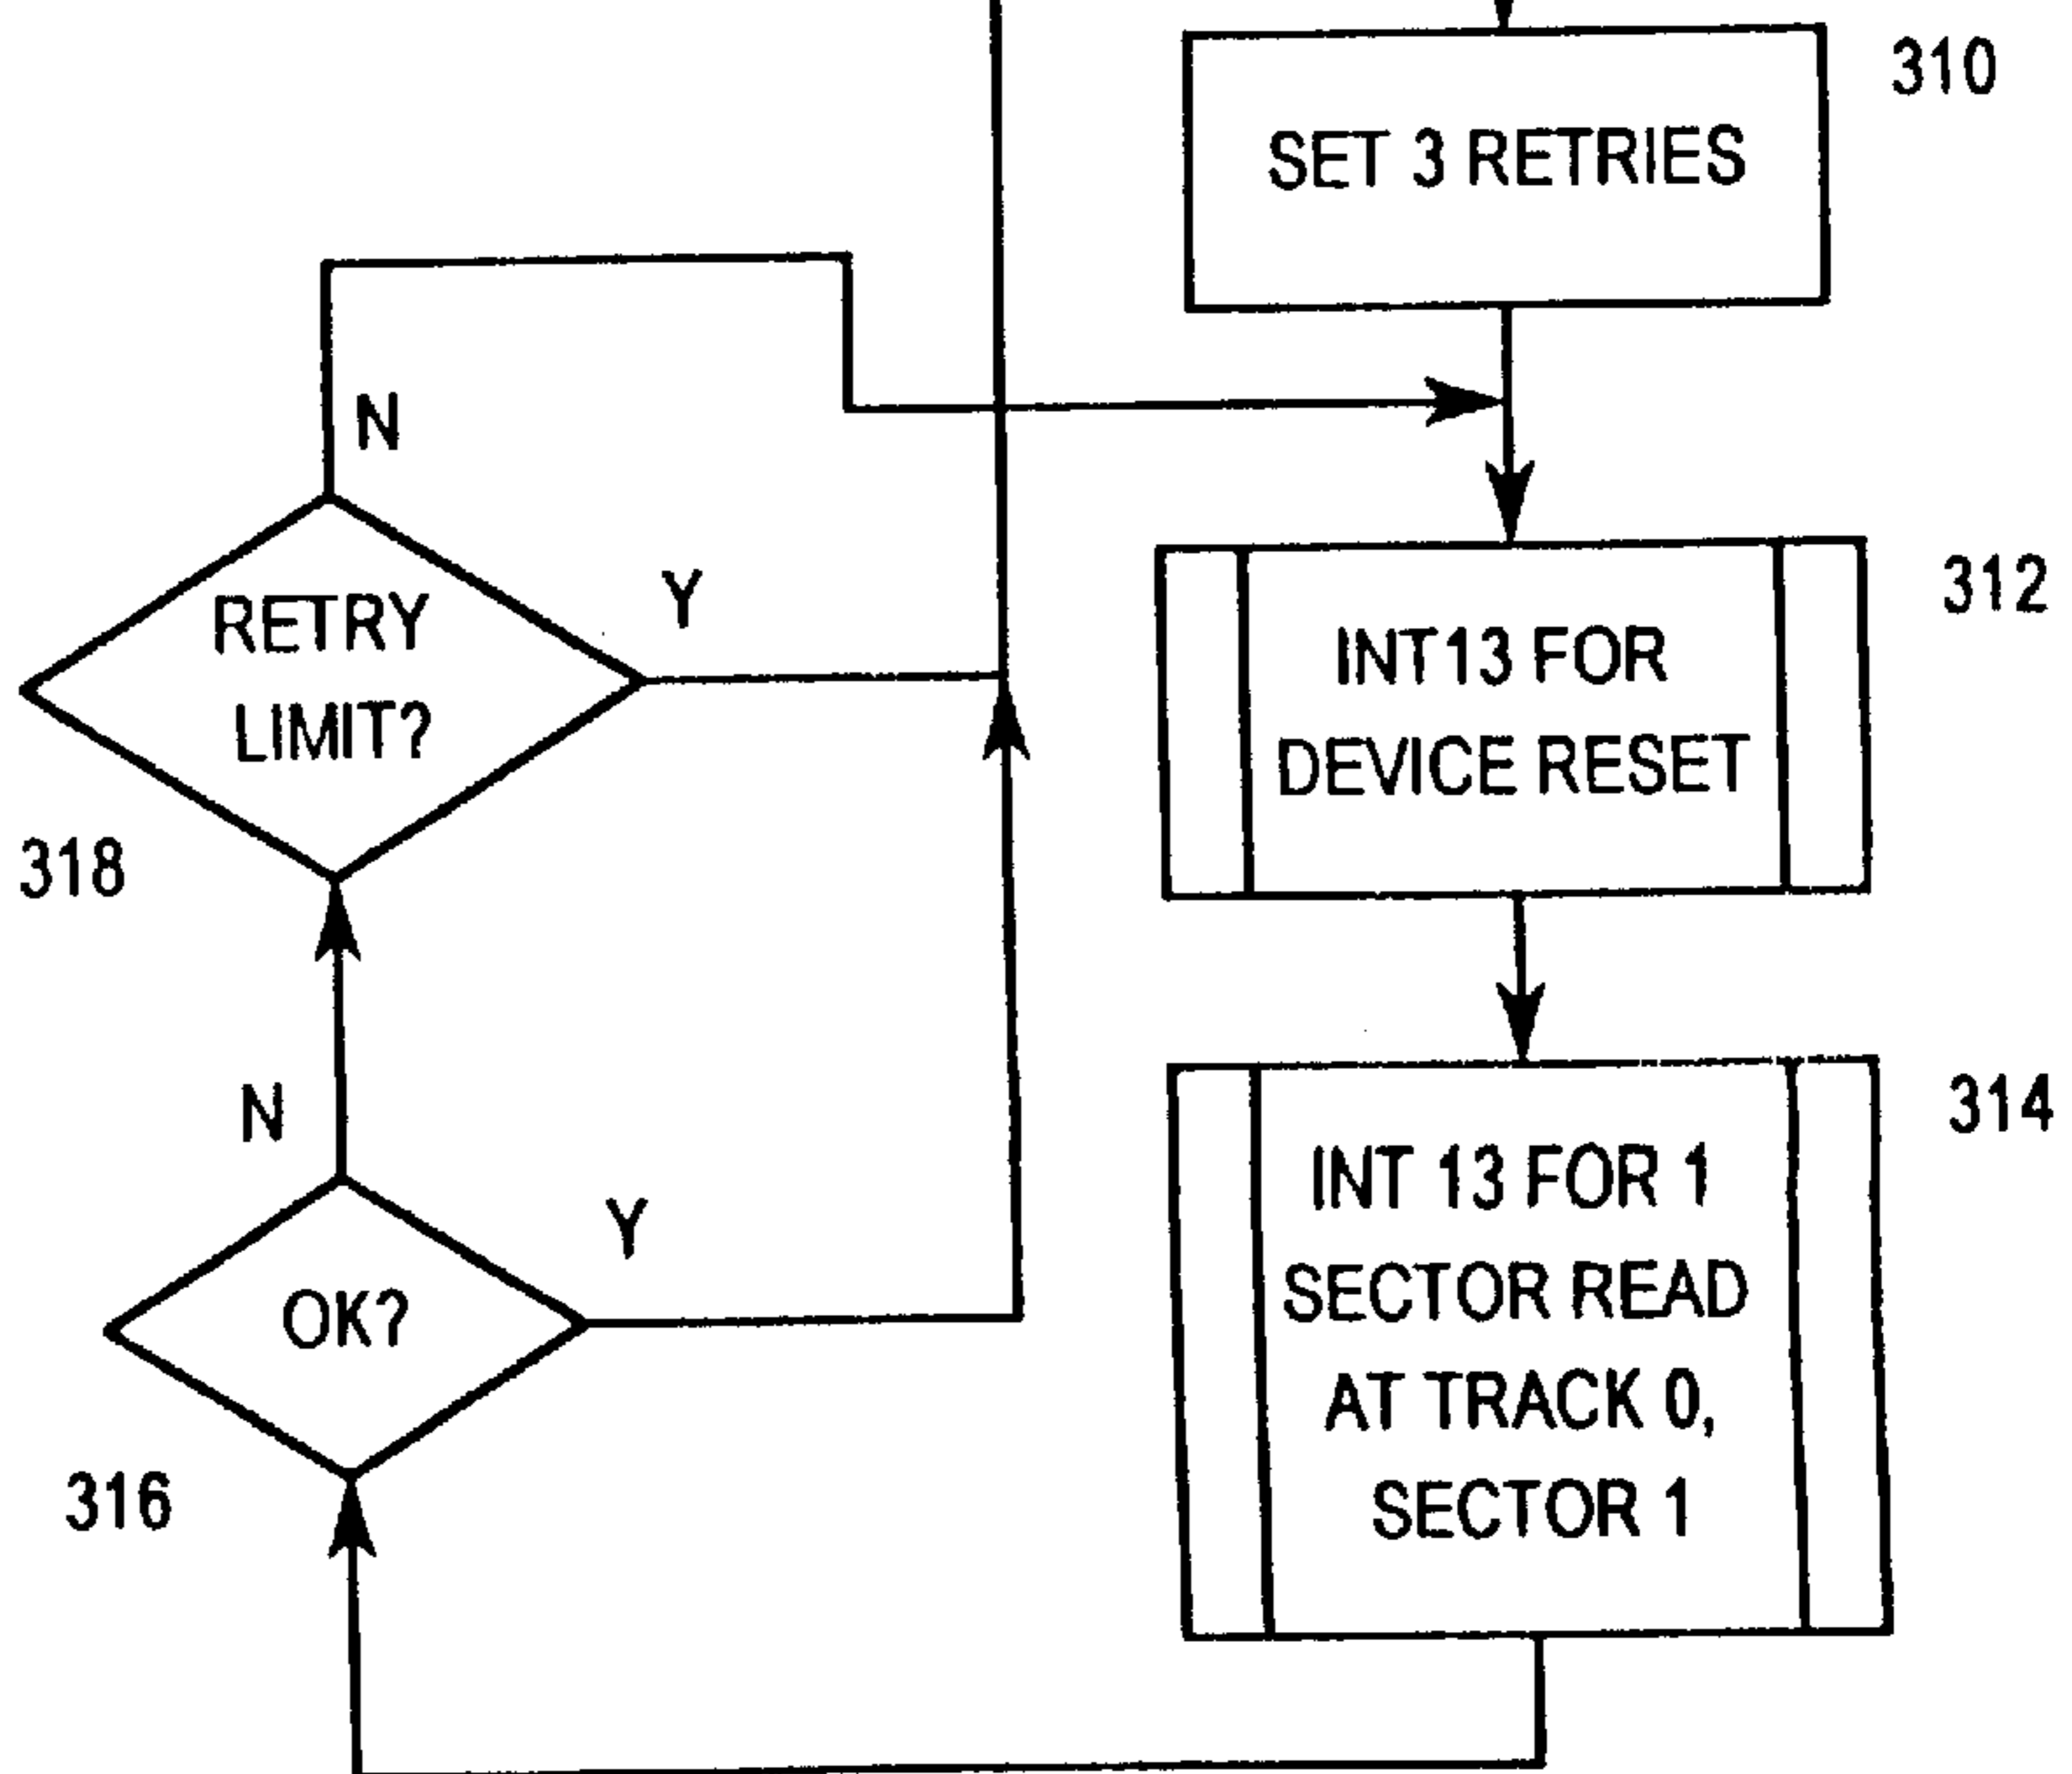 310
SET 3 RETRIES
N
RETRY
LIMIT?
Y
318
312
INT13 FOR
DEVICE RESET
N
OK?
Y
316
314
INT 13 FOR 1
SECTOR READ
AT TRACK 0,
SECTOR 1